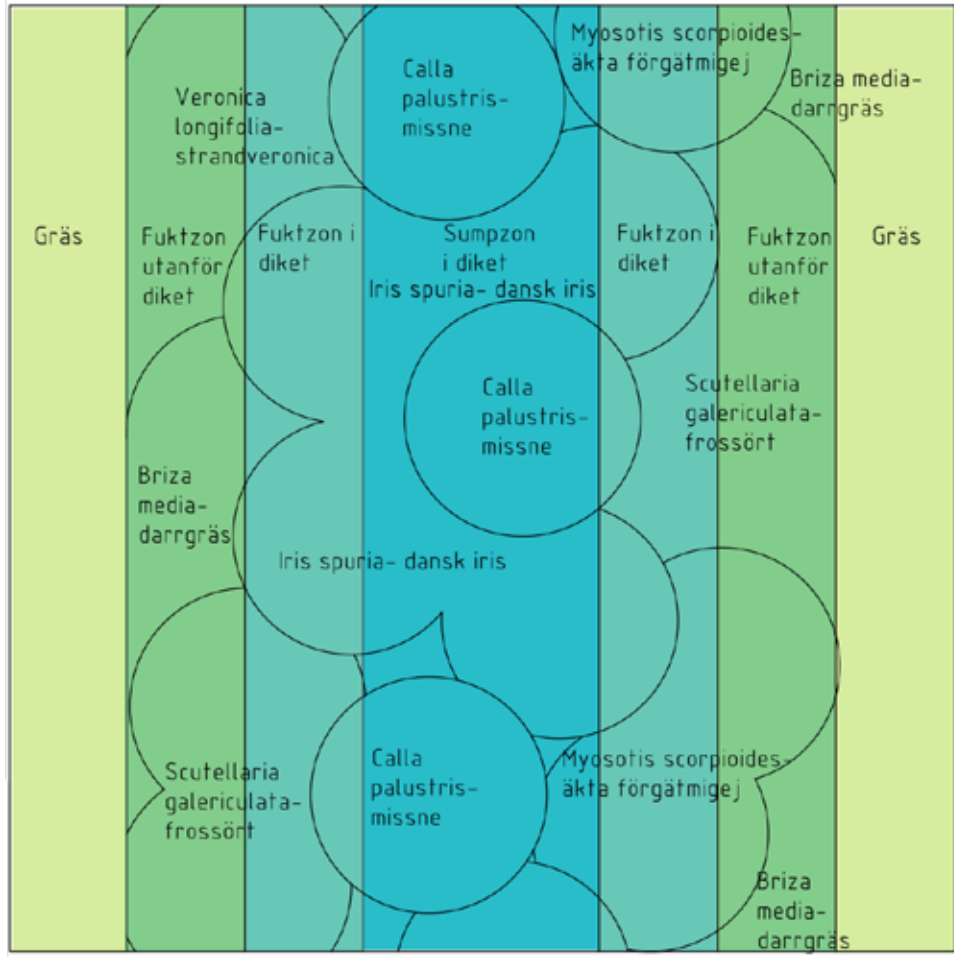 Myosotis scorpioides-
äkta förgätmigej
Calla
palustris-
missne
Briza media-
darrgräs
Veronica
longifolia-
strandveronica
Gräs
Fuktzon
utanför
diket
Fuktzon i
diket
Sumpzon
i diket
Iris spuria- dansk iris
Fuktzon i
diket
Fuktzon
utanför
diket
Gräs
Calla
palustris-
missne
Scutellaria
galericulata-
frossört
Briza
media-
darrgräs
Iris spuria- dansk iris
Scutellaria
galericulata-
frossört
Calla
palustris-
missne
Myosotis scorpioides-
äkta förgätmigej
Briza
media-
darrgräs